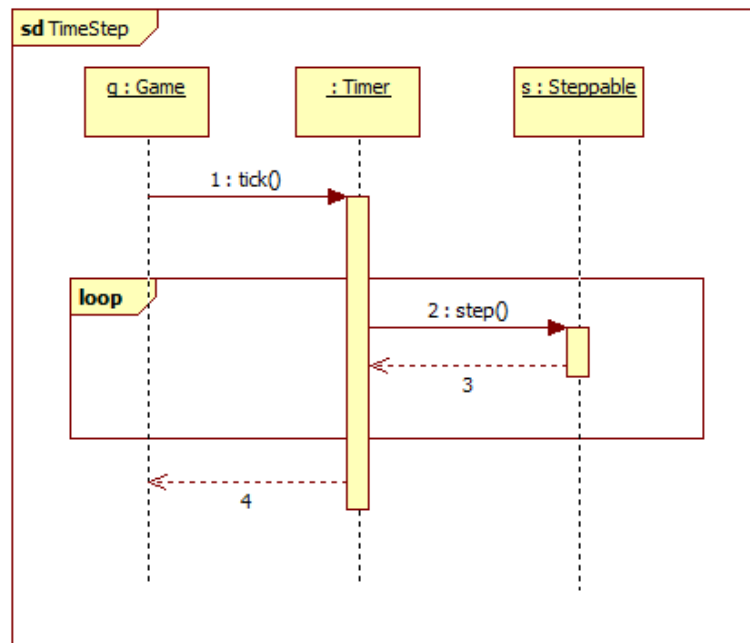 sd TimeStep
g : Game
: Timer
s : Steppable
1 : tick()
loop
2 : step()
3
4